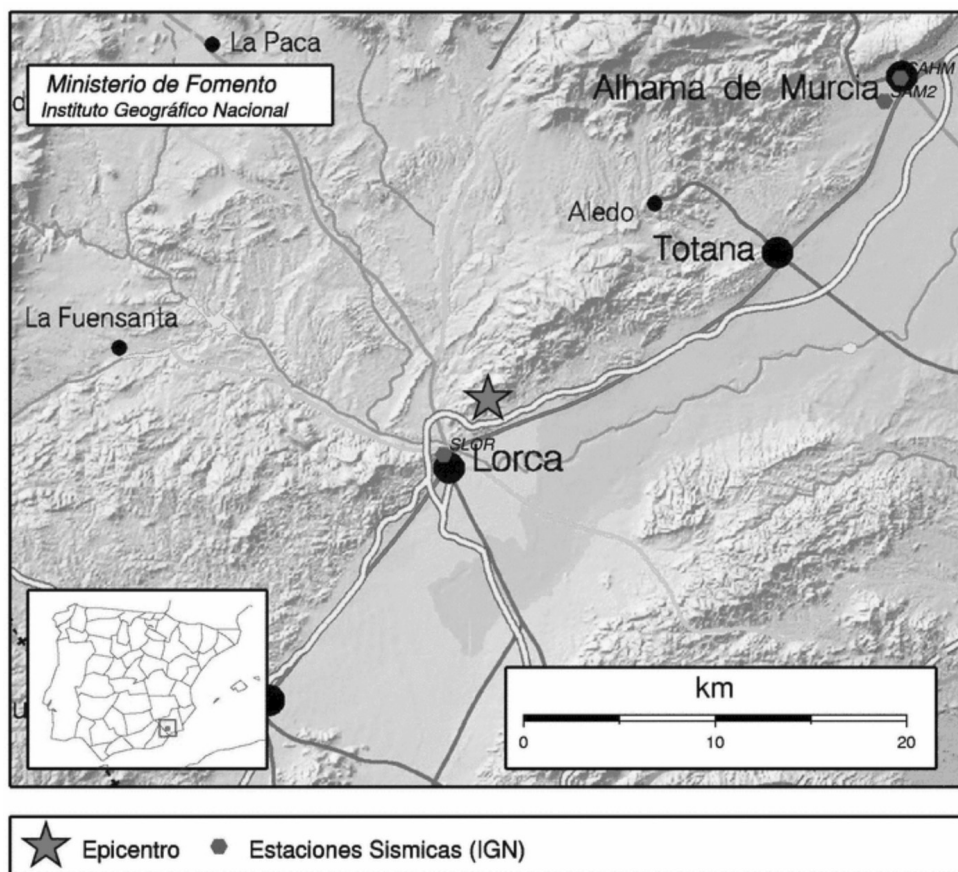 La Paca
Ministerio de Fomento
Instituto Geográfico Nacional
SAHM
Alhama de Murcia
SAM2
Aledo
Totana
La Fuensanta
SLOR
Lorca
km
0 10 20
Epicentro
Estaciones Sismicas (IGN)